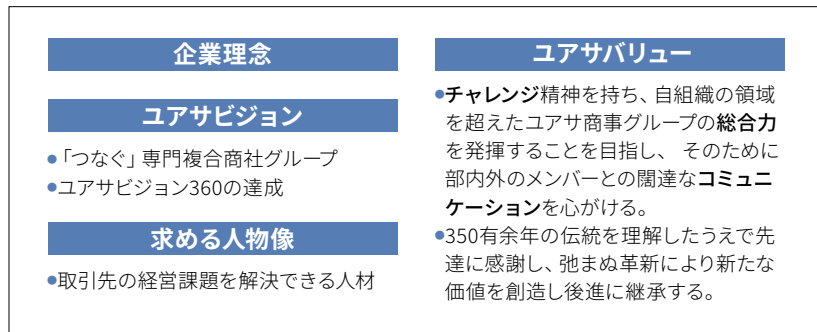 企業理念
ユアサビジョン
●「つなぐ」専門複合商社グループ
●ユアサビジョン360の達成
求める人物像
●取引先の経営課題を解決できる人材
ユアサバリュー
●チャレンジ精神を持ち、自組織の領域
を超えたユアサ商事グループの総合力
を発揮することを目指し、 そのために
部内外のメンバーとの闊達なコミュニ
ケーションを心がける。
●350有余年の伝統を理解したうえで先
達に感謝し、弛まぬ革新により新たな
価値を創造し後進に継承する。